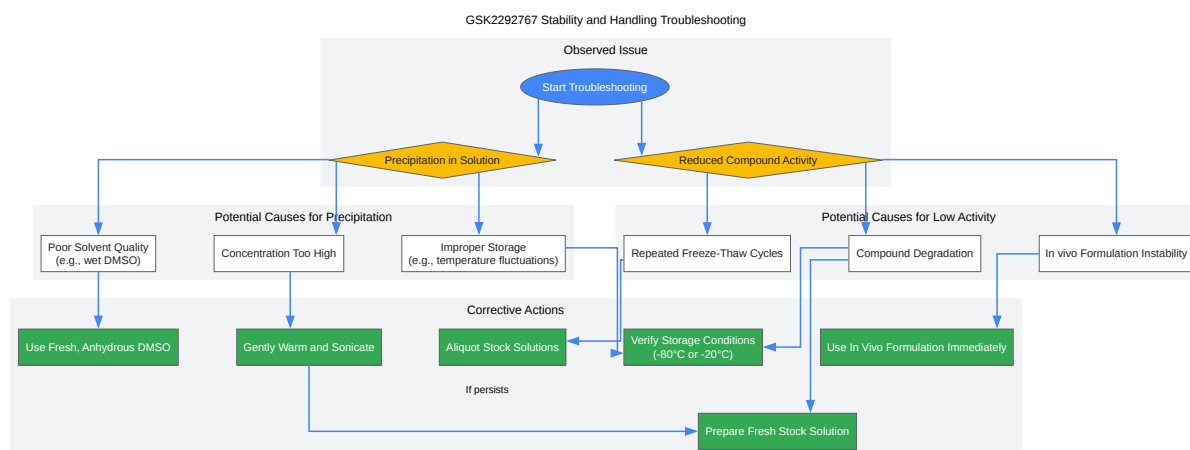 GSK2292767 Stability and Handling Troubleshooting
Observed Issue
Start Troubleshooting
Precipitation in Solution
Reduced Compound Activity
Potential Causes for Precipitation
Potential Causes for Low Activity
Poor Solvent Quality
(e.g., wet DMSO)
Concentration Too High
Improper Storage
(e.g., temperature fluctuations)
Repeated Freeze-Thaw Cycles
Compound Degradation
In vivo Formulation Instability
Corrective Actions
Use Fresh, Anhydrous DMSO
Gently Warm and Sonicate
Aliquot Stock Solutions
Verify Storage Conditions
(-80°C or -20°C)
Use In Vivo Formulation Immediately
If persists
Prepare Fresh Stock Solution